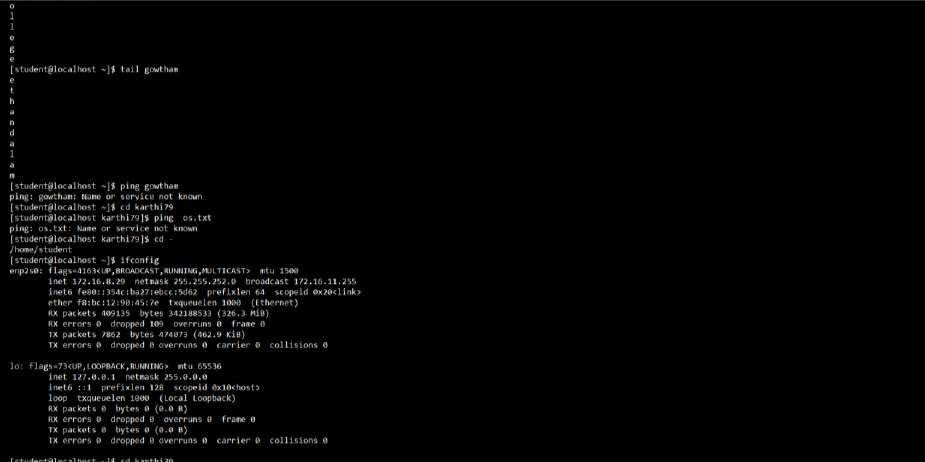 o
l
l
e
g
e
[student@localhost ~]$ tail gowtham
e
t
h
a
n
d
a
l
a
m
[student@localhost ~]$ ping gowtham
ping: gowtham: Name or service not known
[student@localhost ~]$ cd karthi79
[student@localhost karthi79]$ ping  os.txt
ping: os.txt: Name or service not known
[student@localhost karthi79]$ cd -
/home/student
[student@localhost ~]$ ifconfig
enp2s0: flags=4163<UP,BROADCAST,RUNNING,MULTICAST>  mtu 1500
        inet 172.16.8.29  netmask 255.255.252.0  broadcast 172.16.11.255
        inet6 fe80::354c:ba27:ebcc:5d62  prefixlen 64  scopeid 0x20<link>
        ether f8:bc:12:90:45:7e  txqueuelen 1000  (Ethernet)
        RX packets 409135  bytes 342188533 (326.3 MiB)
        RX errors 0  dropped 109  overruns 0  frame 0
        TX packets 7862  bytes 474073 (462.9 KiB)
        TX errors 0  dropped 0 overruns 0  carrier 0  collisions 0

lo: flags=73<UP,LOOPBACK,RUNNING>  mtu 65536
        inet 127.0.0.1  netmask 255.0.0.0
        inet6 ::1  prefixlen 128  scopeid 0x10<host>
        loop  txqueuelen 1000  (Local Loopback)
        RX packets 0  bytes 0 (0.0 B)
        RX errors 0  dropped 0  overruns 0  frame 0
        TX packets 0  bytes 0 (0.0 B)
        TX errors 0  dropped 0 overruns 0  carrier 0  collisions 0

[student@localhost ~]$ cd karthi79